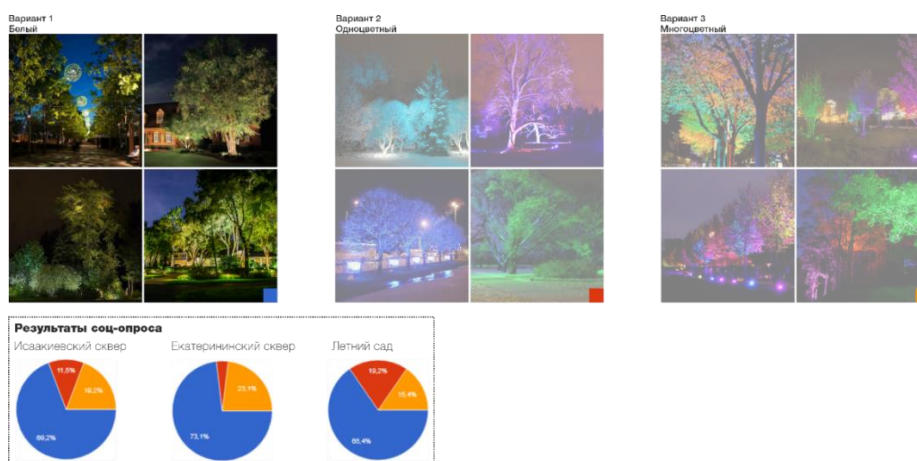 Вариант 1
Белый
Вариант 2
Одноцветный
Вариант 3
Многоцветный
Результаты соц-опроса
Исаакиевский сквер
Екатерининский сквер
Летний сад
11,5%
19,2%
69,2%
23,1%
73,1%
19,2%
15,4%
65,4%